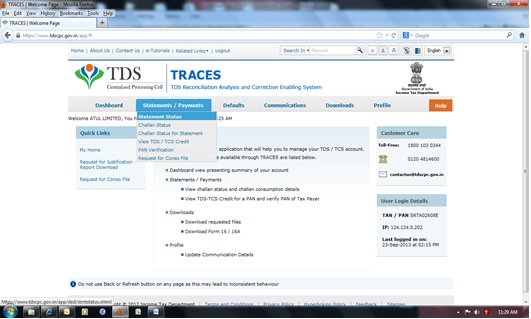 TRACES | Welcome Page - Mozilla Firefox
File Edit View History Bookmarks Tools Help
TRACES | Welcome Page
https://www.tdscpc.gov.in/app/#
Google
Home | About Us | Contact Us | e-Tutorials | Related Links | Logout
Search In Keyword
A A A
English
TDS
Centralized Processing Cell
TRACES
TDS Reconciliation Analysis and Correction Enabling System
Government of India
Income Tax Department
Dashboard Statements / Payments Defaults Communications Downloads Profile Help
Welcome ATUL LIMITED, You
25 AM
Statement Status
Challan Status
Challan Status for Statement
View TDS / TCS Credit
PAN Verification
Request for Conso File
Quick Links
My Home
Request for Justification
Report Download
Request for Conso File
application that will help you to manage your TDS / TCS account.
available through TRACES are listed below.
Dashboard view presenting summary of your account
Statements / Payments
View challan status and challan consumption details
View TDS-TCS Credit for a PAN and verify PAN of Tax Payer
Downloads
Download requested files
Download Form 16 / 16A
Profile
Update Communication Details
Customer Care
Toll-Free: 1800 103 0344
0120 4814600
contactus@tdscpc.gov.in
User Login Details
TAN / PAN: SRTA02608E
IP: 124.124.5.202
Last logged in on:
23-Sep-2013 at 02:15 PM
Do not use Back or Refresh button on any page as this may lead to inconsistent behaviour
https://www.tdscpc.gov.in/app/ded/stmtstatus.xhtml
2012 Income Tax Department | Terms and Conditions | Privacy Policy | Hyperlinking Policy | Feedback | Sitemap
11:29 AM